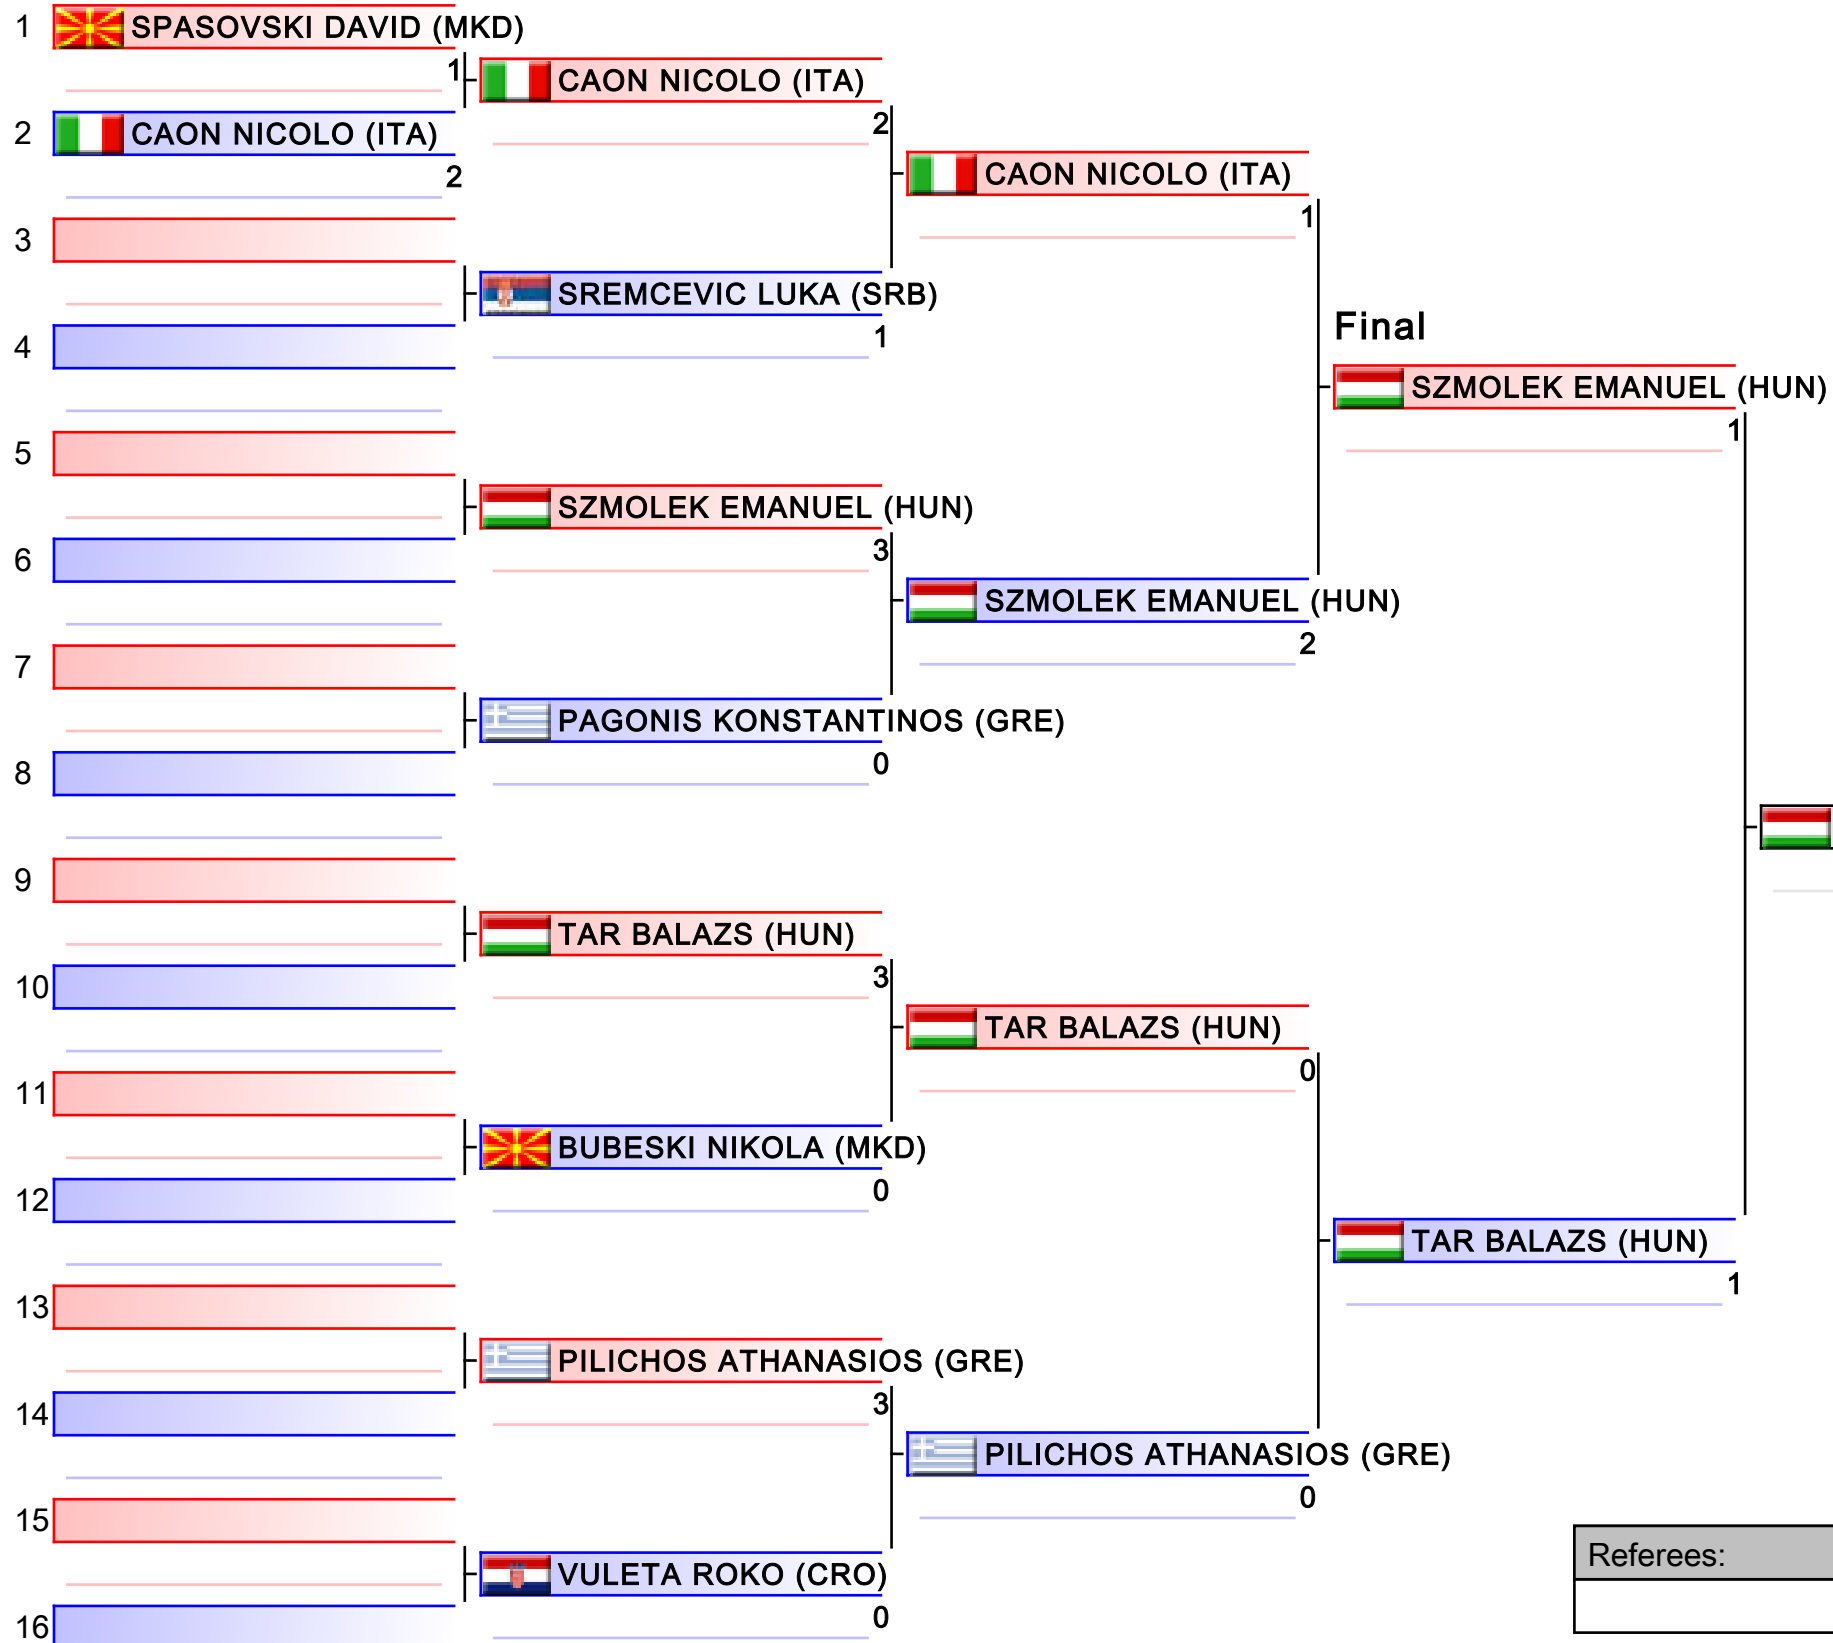 1 SPASOVSKI DAVID (MKD)
1
CAON NICOLO (ITA)
2
2 CAON NICOLO (ITA)
2
CAON NICOLO (ITA)
1
3
SREMCEVIC LUKA (SRB)
1
4
Final
SZMOLEK EMANUEL (HUN)
1
5
SZMOLEK EMANUEL (HUN)
3
6
SZMOLEK EMANUEL (HUN)
2
7
PAGONIS KONSTANTINOS (GRE)
0
8
9
TAR BALAZS (HUN)
3
10
TAR BALAZS (HUN)
0
11
BUBESKI NIKOLA (MKD)
0
12
TAR BALAZS (HUN)
1
13
PILICHOS ATHANASIOS (GRE)
3
14
PILICHOS ATHANASIOS (GRE)
0
15
Referees:
VULETA ROKO (CRO)
0
16